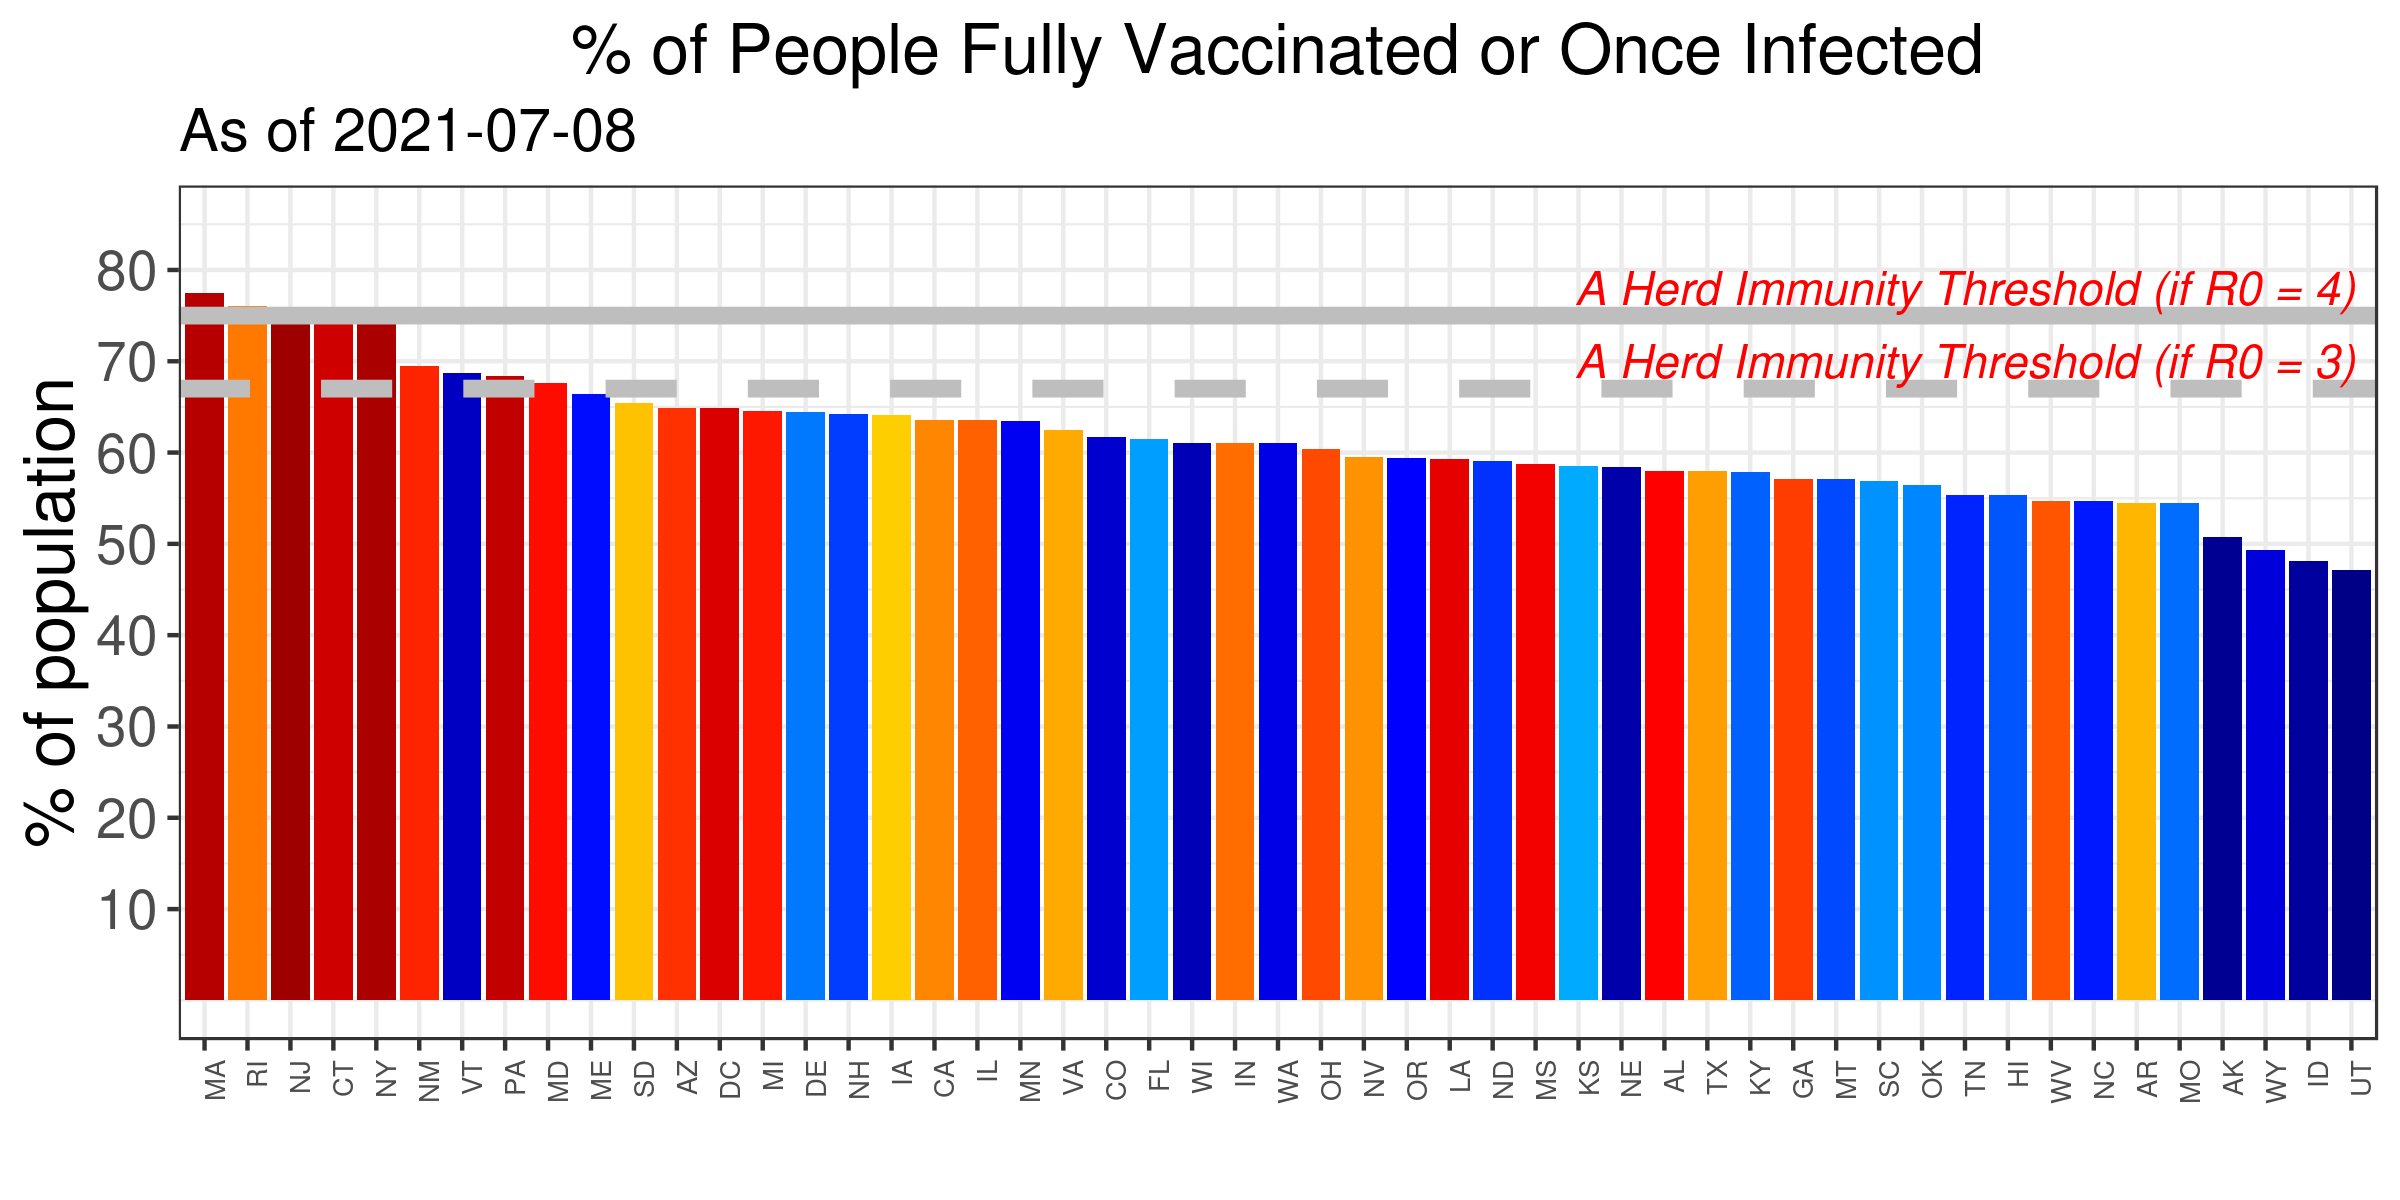 % of People Fully Vaccinated or Once Infected
As of 2021-07-08
A Herd Immunity Threshold (if R0 = 4)
A Herd Immunity Threshold (if R0 = 3)
% of population
80
70
60
50
40
30
20
10
MA RI NJ CT NY NM VT PA MD ME SD AZ DC MI DE NH IA CA IL MN VA CO FL WI IN WA OH NV OR LA ND MS KS NE AL TX KY GA MT SC OK TN HI WV NC AR MO AK WY ID UT